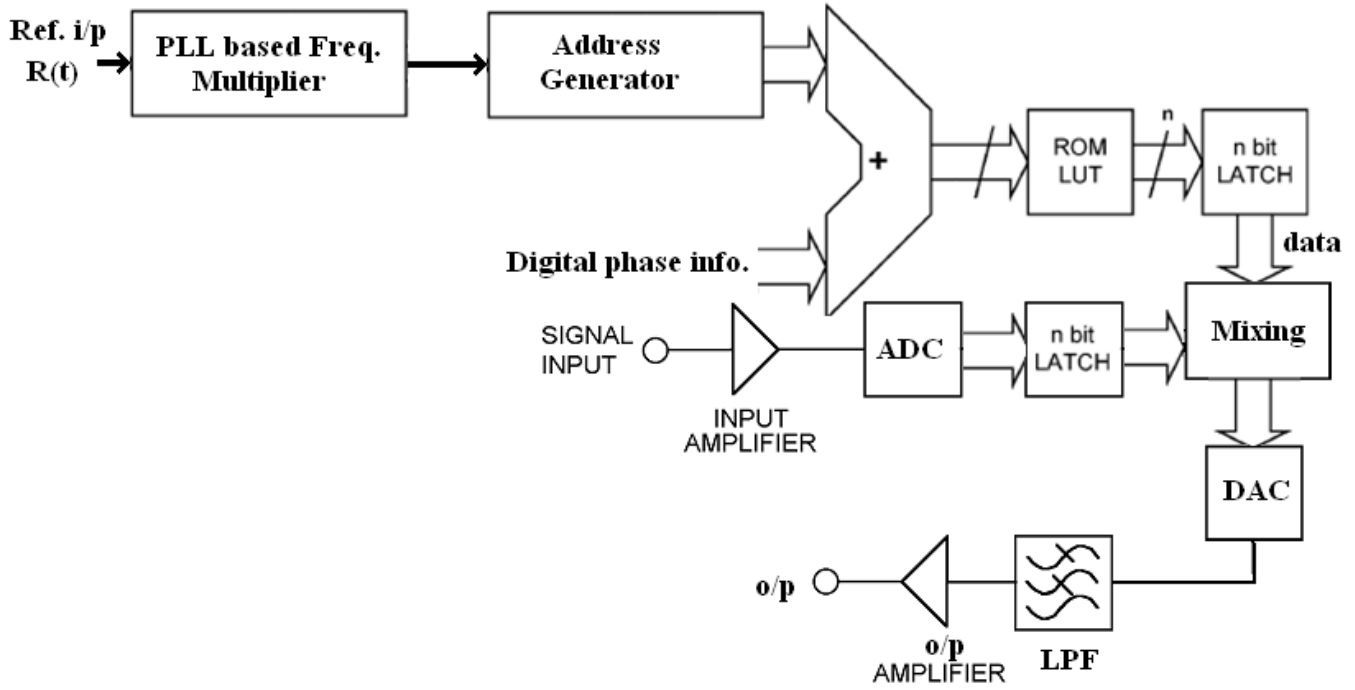 Ref. i/p
R(t)
PLL based Freq.
Multiplier
Address
Generator
+
ROM
LUT
n
n bit
LATCH
data
Digital phase info.
SIGNAL
INPUT
INPUT
AMPLIFIER
ADC
n bit
LATCH
Mixing
DAC
o/p
o/p
AMPLIFIER
LPF